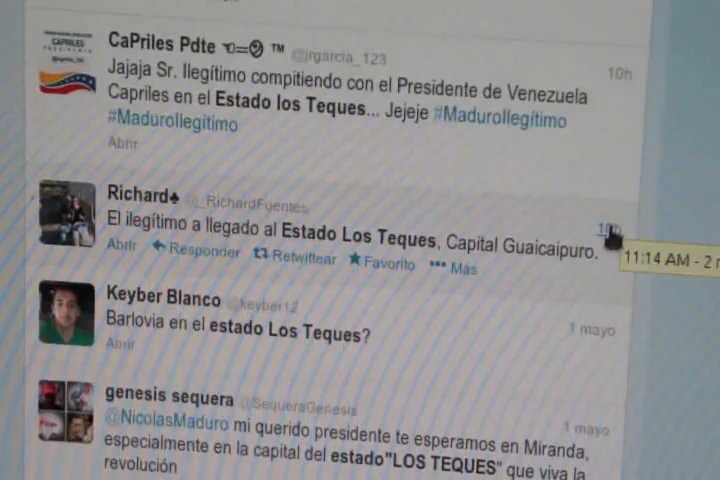 CaPriles Pdte ™ @jrgarcia_123
10h
Jajaja Sr. Ilegítimo compitiendo con el Presidente de Venezuela
Capriles en el Estado los Teques... Jejeje #MaduroIlegítimo
#MaduroIlegítimo
Abrir
Richard♠ @_RichardFuentes
10h
El ilegítimo a llegado al Estado Los Teques, Capital Guaicaipuro.
Abrir Responder Retwittear Favorito Más
11:14 AM - 2
Keyber Blanco @keyber12
1 mayo
Barlovia en el estado Los Teques?
Abrir
genesis sequera @SequeraGenesis
1 mayo
@NicolasMaduro mi querido presidente te esperamos en Miranda,
especialmente en la capital del estado"LOS TEQUES" que viva la
revolución